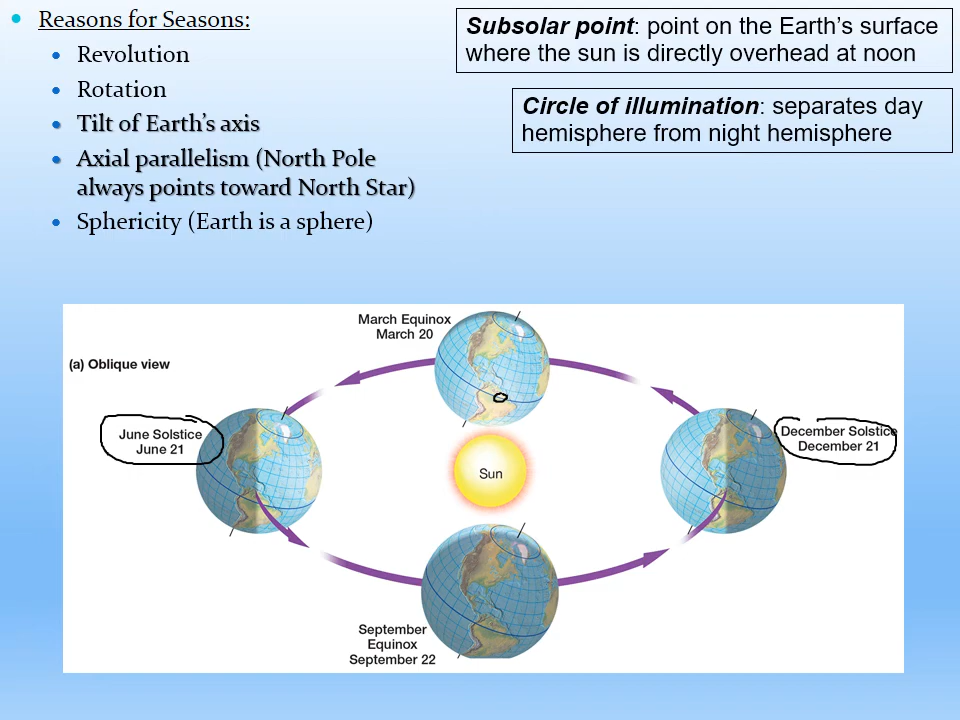 Reasons for Seasons:
Revolution
Rotation
Tilt of Earth's axis
Axial parallelism (North Pole
always points toward North Star)
Sphericity (Earth is a sphere)
Subsolar point: point on the Earth's surface
where the sun is directly overhead at noon
Circle of illumination: separates day
hemisphere from night hemisphere
(a) Oblique view
March Equinox
March 20
June Solstice
June 21
Sun
December Solstice
December 21
September
Equinox
September 22